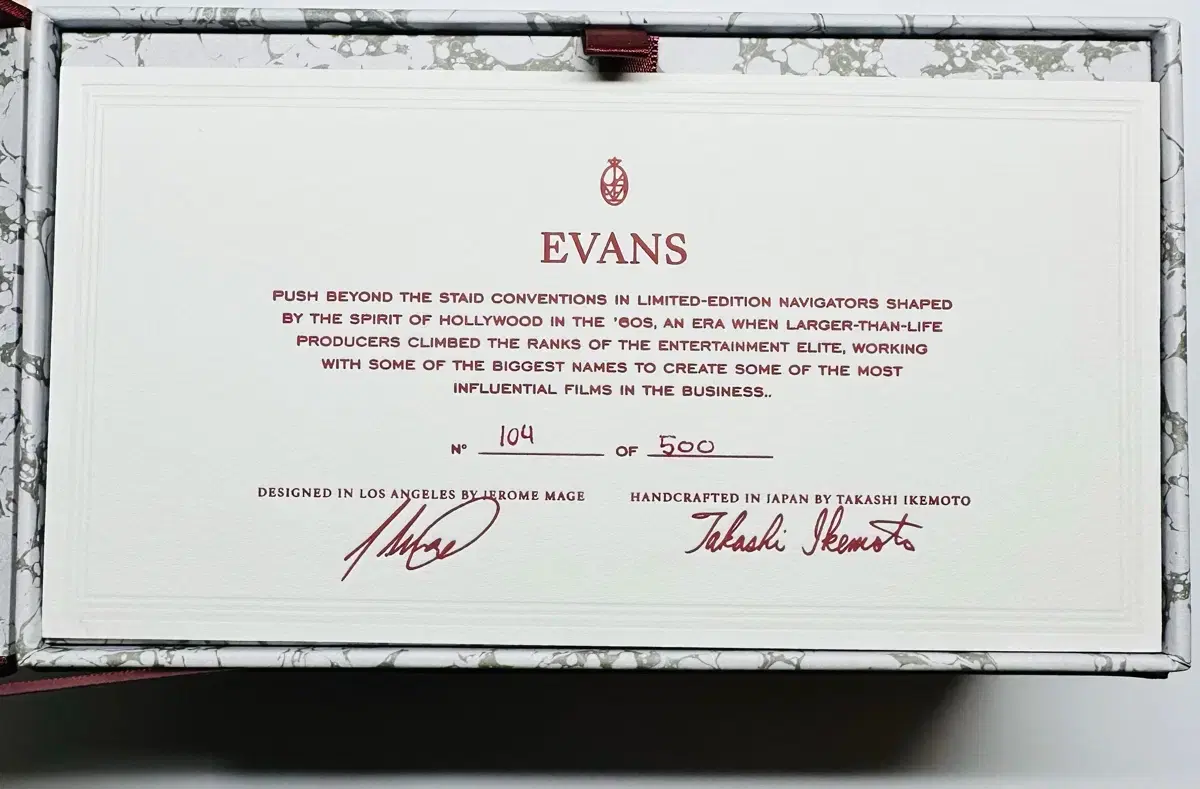 EVANS
PUSH BEYOND THE STAID CONVENTIONS IN LIMITED-EDITION NAVIGATORS SHAPED
BY THE SPIRIT OF HOLLYWOOD IN THE '60S, AN ERA WHEN LARGER-THAN-LIFE
PRODUCERS CLIMBED THE RANKS OF THE ENTERTAINMENT ELITE, WORKING
WITH SOME OF THE BIGGEST NAMES TO CREATE SOME OF THE MOST
INFLUENTIAL FILMS IN THE BUSINESS..
Nº 104 OF 500
DESIGNED IN LOS ANGELES BY JEROME MAGE HANDCRAFTED IN JAPAN BY TAKASHI IKEMOTO
J Mage Takashi Ikemoto